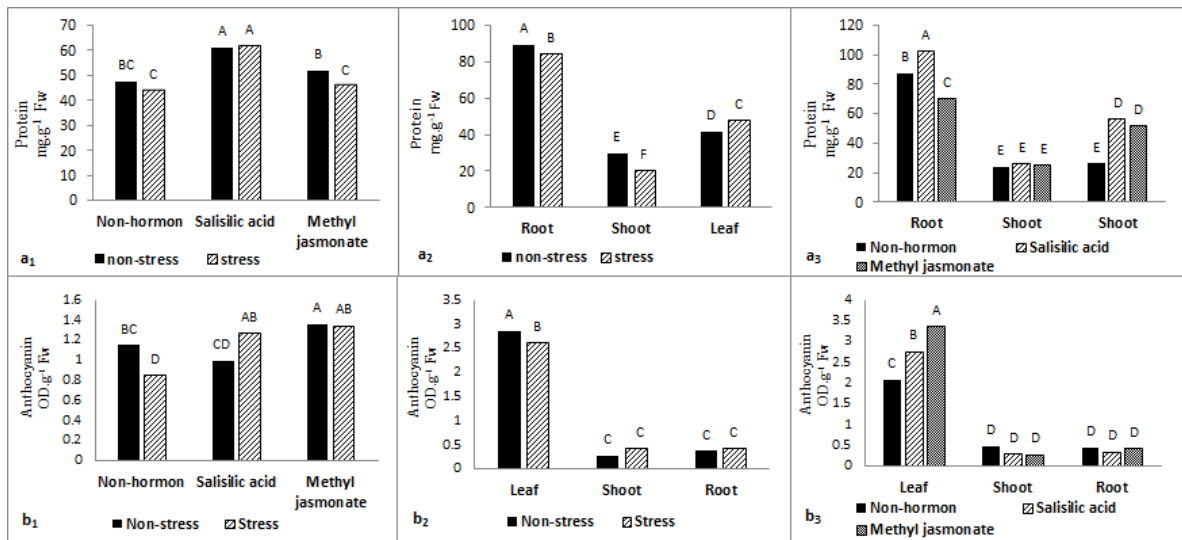 70
60
50
40
30
20
10
0
Protein
mg.g-1 Fw
BC
C
A
A
B
C
Non-hormon
Salisilic acid
Methyl
jasmonate
a1
non-stress
stress
100
80
60
40
20
0
Protein
mg.g-1 Fw
A
B
E
F
D
C
Root
Shoot
Leaf
a2
non-stress
stress
120
100
80
60
40
20
0
Protein
mg.g-1 Fw
B
A
C
E
E
E
E
D
D
Root
Shoot
Shoot
Non-hormon
Salisilic acid
a3
Methyl jasmonate
1.6
1.4
1.2
1
0.8
0.6
0.4
0.2
0
Anthocyanin
OD.g-1 Fw
BC
D
CD
AB
A
AB
Non-hormon
Salisilic acid
Methyl
jasmonate
b1
Non-stress
Stress
3.5
3
2.5
2
1.5
1
0.5
0
Anthocyanin
OD.g-1 Fw
A
B
C
C
C
C
Leaf
Shoot
Root
b2
Non-stress
Stress
4
3.5
3
2.5
2
1.5
1
0.5
0
Anthocyanin
OD.g-1 Fw
C
B
A
D
D
D
D
D
D
Leaf
Shoot
Root
Non-hormon
Salisilic acid
b3
Methyl jasmonate